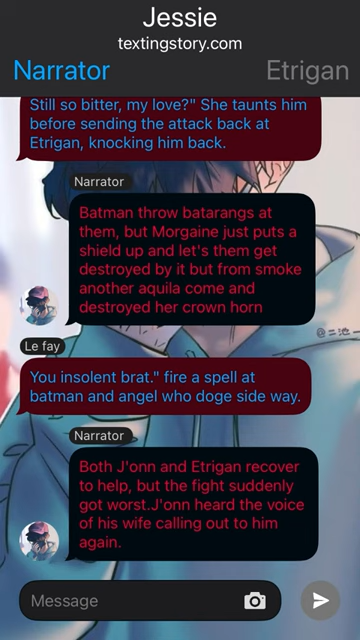 Jessie
textingstory.com
Narrator
Etrigan
Still so bitter, my love?" She taunts him
before sending the attack back at
Etrigan, knocking him back.
Narrator
Batman throw batarangs at
them, but Morgaine just puts a
shield up and let's them get
destroyed by it but from smoke
another aquila come and
destroyed her crown horn
@二池一
Le fay
You insolent brat." fire a spell at
batman and angel who doge side way.
Narrator
Both J'onn and Etrigan recover
to help, but the fight suddenly
got worst.J'onn heard the voice
of his wife calling out to him
again.
Message